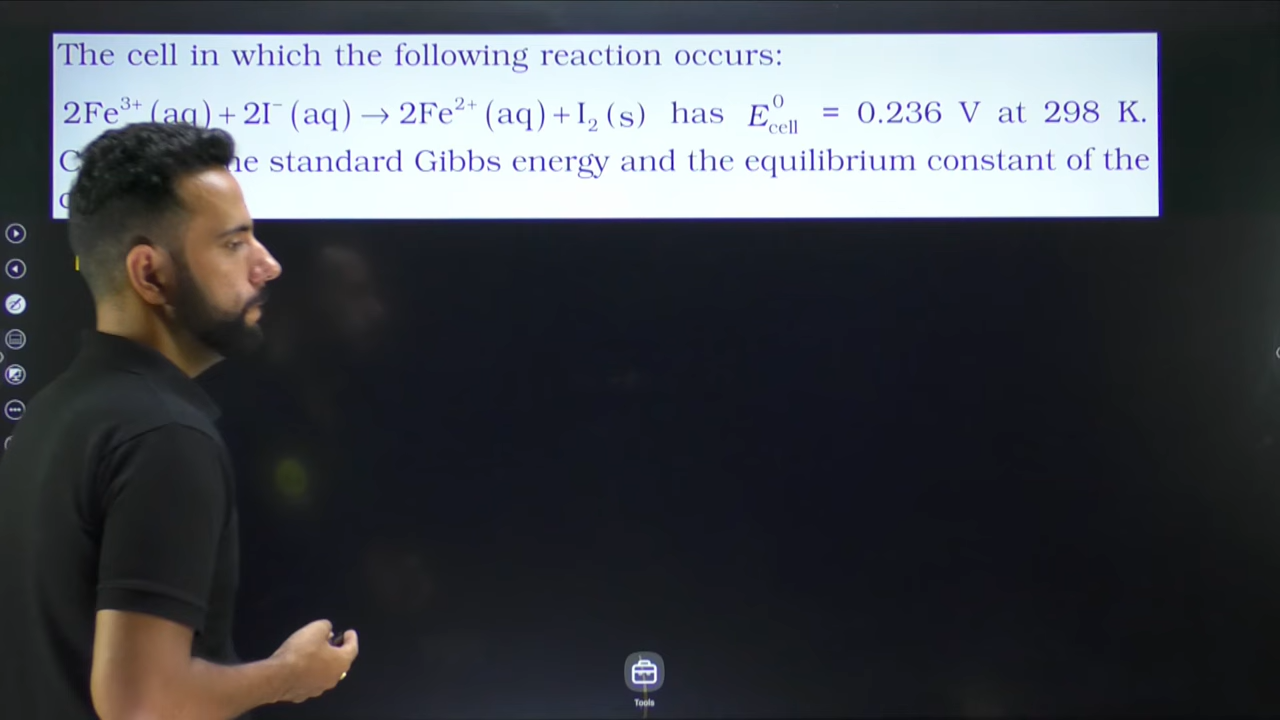 The cell in which the following reaction occurs:
2Fe³⁺ (aq) + 2I⁻ (aq) → 2Fe²⁺ (aq) + I₂ (s) has E⁰cell = 0.236 V at 298 K.
standard Gibbs energy and the equilibrium constant of the
Tools